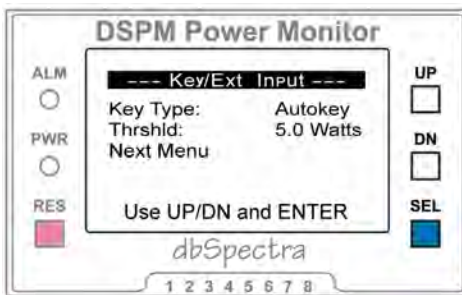 DSPM Power Monitor
ALM
PWR
RES
--- Key/Ext Input ---
Key Type: Autokey
Thrshld: 5.0 Watts
Next Menu
Use UP/DN and ENTER
UP
DN
SEL
dbSpectra
1 2 3 4 5 6 7 8